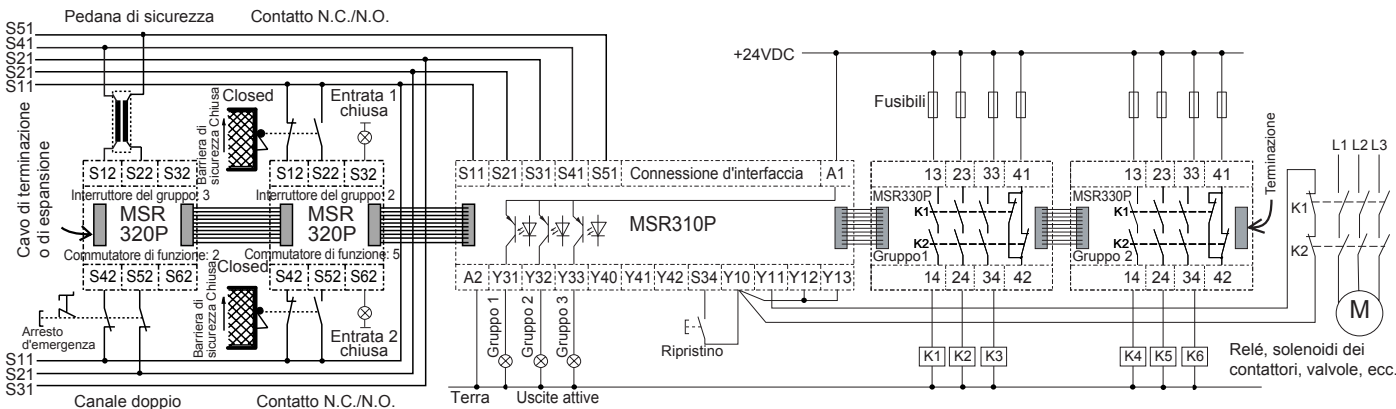 Pedana di sicurezza
Contatto N.C./N.O.
S51
S41
S21
S21
S11
+24VDC
Closed
Barriera di
sicurezza Chiusa
Entrata 1
chiusa
Fusibili
Cavo di terminazione
o di espansione
S12 S22 S32
Interruttore del gruppo: 3
MSR
320P
Commutatore di funzione: 2
S42 S52 S62
S12 S22 S32
Interruttore del gruppo: 2
MSR
320P
Commutatore di funzione: 5
S42 S52 S62
Closed
Barriera di
sicurezza Chiusa
Entrata 2
chiusa
Arresto
d'emergenza
S11
S21
S31
Canale doppio
Contatto N.C./N.O.
S11 S21 S31 S41 S51 Connessione d'interfaccia A1
MSR310P
A2 Y31 Y32 Y33 Y40 Y41 Y42 S34 Y10 Y11 Y12 Y13
Gruppo 1
Gruppo 2
Gruppo 3
Ripristino
Terra
Uscite attive
13 23 33 41
MSR330P
K1
K2
Gruppo1
14 24 34 42
K1 K2 K3
13 23 33 41
MSR330P
K1
K2
Gruppo 2
14 24 34 42
K4 K5 K6
Terminazione
L1 L2 L3
K1
K2
M
Relé, solenoidi dei
contattori, valvole, ecc.